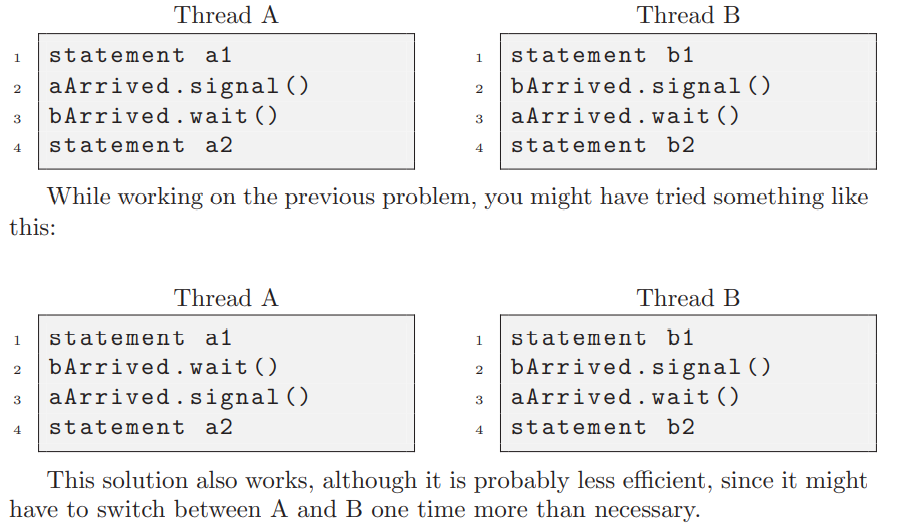 Thread A Thread B
1 statement a1 1 statement b1
2 aArrived.signal() 2 bArrived.signal()
3 bArrived.wait() 3 aArrived.wait()
4 statement a2 4 statement b2
While working on the previous problem, you might have tried something like
this:
Thread A Thread B
1 statement a1 1 statement b1
2 bArrived.wait() 2 bArrived.signal()
3 aArrived.signal() 3 aArrived.wait()
4 statement a2 4 statement b2
This solution also works, although it is probably less efficient, since it might
have to switch between A and B one time more than necessary.